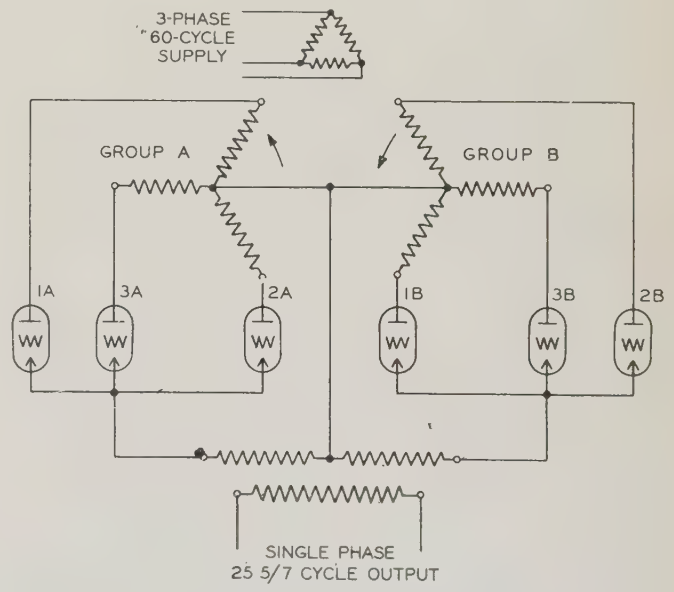 3-PHASE
60-CYCLE
SUPPLY
GROUP A
GROUP B
1A
3A
2A
1B
3B
2B
SINGLE PHASE
25 5/7 CYCLE OUTPUT